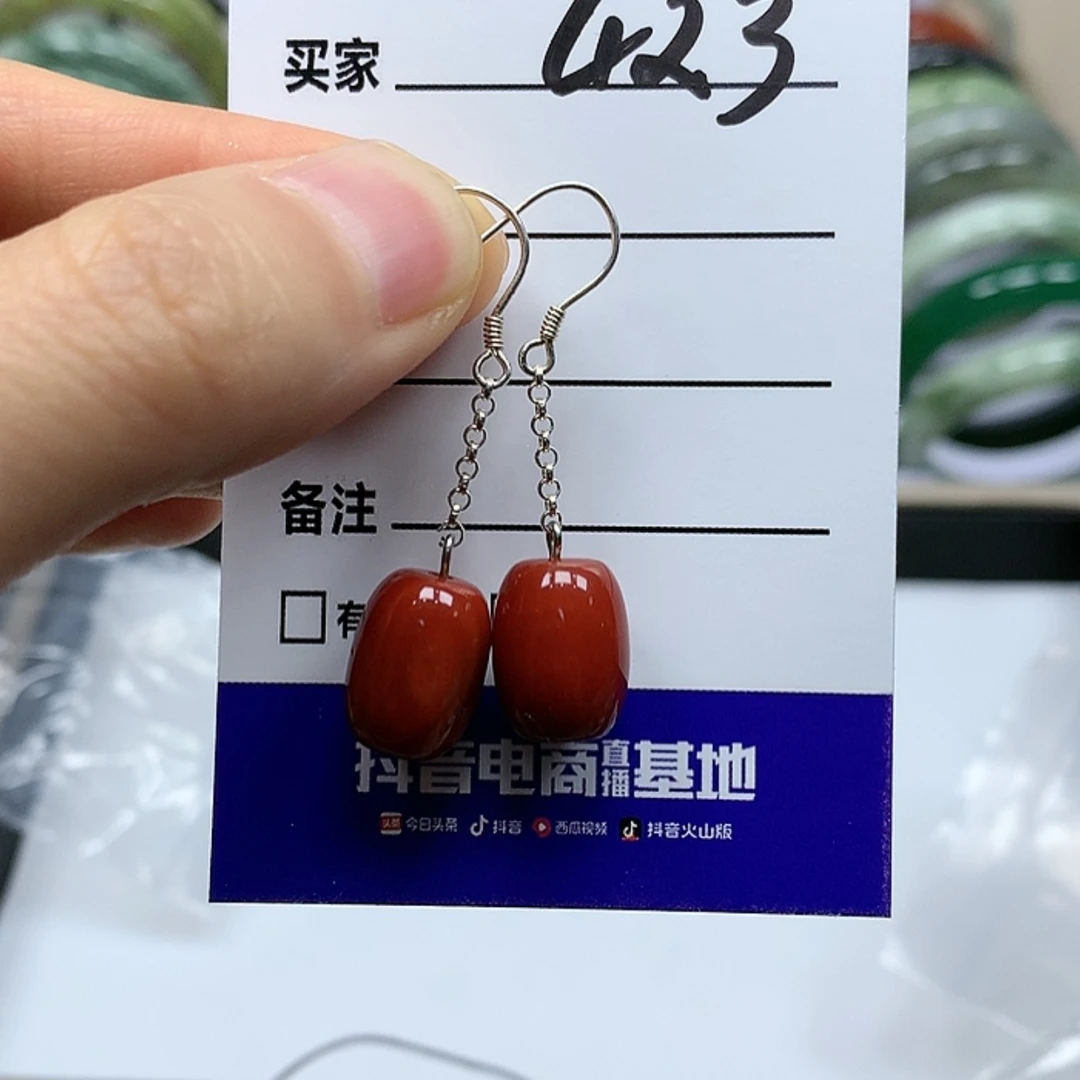 买家 423
备注
有
抖音电商直播基地
今日头条 抖音 西瓜视频 抖音火山版